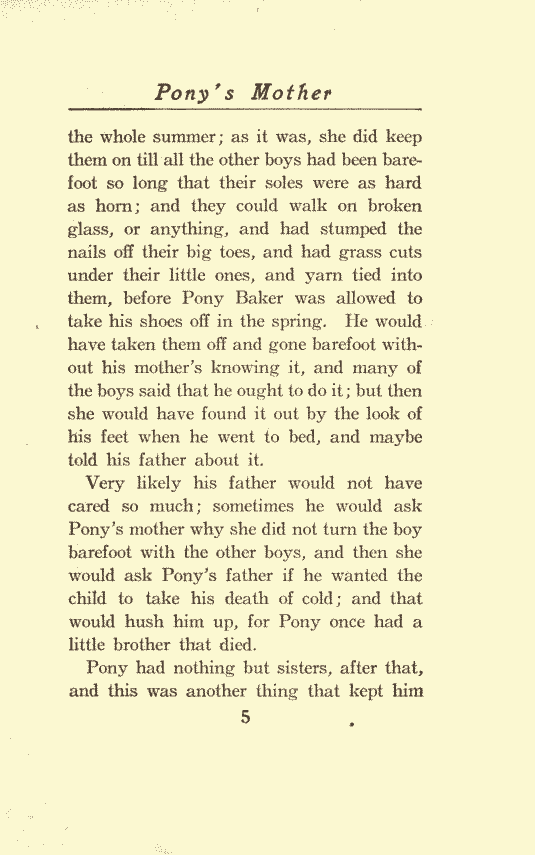 Pony's Mother
the whole summer; as it was, she did keep
them on till all the other boys had been bare-
foot so long that their soles were as hard
as horn; and they could walk on broken
glass, or anything, and had stumped the
nails off their big toes, and had grass cuts
under their little ones, and yarn tied into
them, before Pony Baker was allowed to
take his shoes off in the spring. He would
have taken them off and gone barefoot with-
out his mother's knowing it, and many of
the boys said that he ought to do it; but then
she would have found it out by the look of
his feet when he went to bed, and maybe
told his father about it.
Very likely his father would not have
cared so much; sometimes he would ask
Pony's mother why she did not turn the boy
barefoot with the other boys, and then she
would ask Pony's father if he wanted the
child to take his death of cold; and that
would hush him up, for Pony once had a
little brother that died.
Pony had nothing but sisters, after that,
and this was another thing that kept him
5